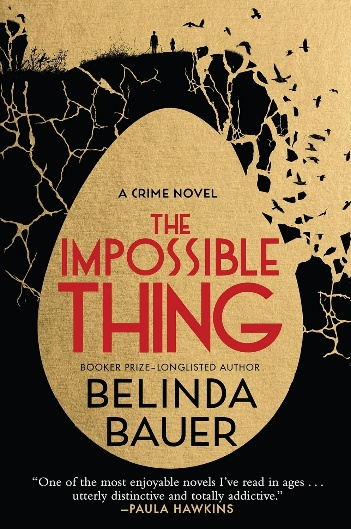 A CRIME NOVEL
THE
IMPOSSIBLE
THING
BOOKER PRIZE–LONGLISTED AUTHOR
BELINDA
BAUER
“One of the most enjoyable novels I’ve read in ages . . .
utterly distinctive and totally addictive.”
—PAULA HAWKINS